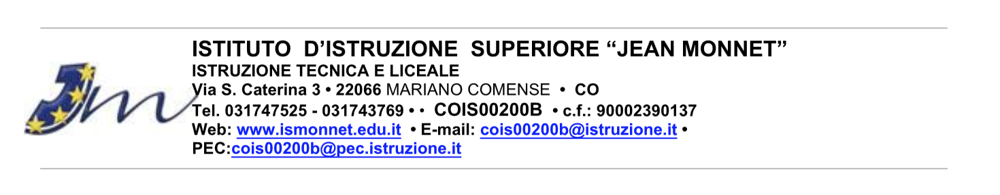 Jm
ISTITUTO D’ISTRUZIONE SUPERIORE “JEAN MONNET”
ISTRUZIONE TECNICA E LICEALE
Via S. Caterina 3 • 22066 MARIANO COMENSE • CO
Tel. 031747525 - 031743769 • • COIS00200B • c.f.: 90002390137
Web: www.ismonnet.edu.it • E-mail: cois00200b@istruzione.it •
PEC:cois00200b@pec.istruzione.it